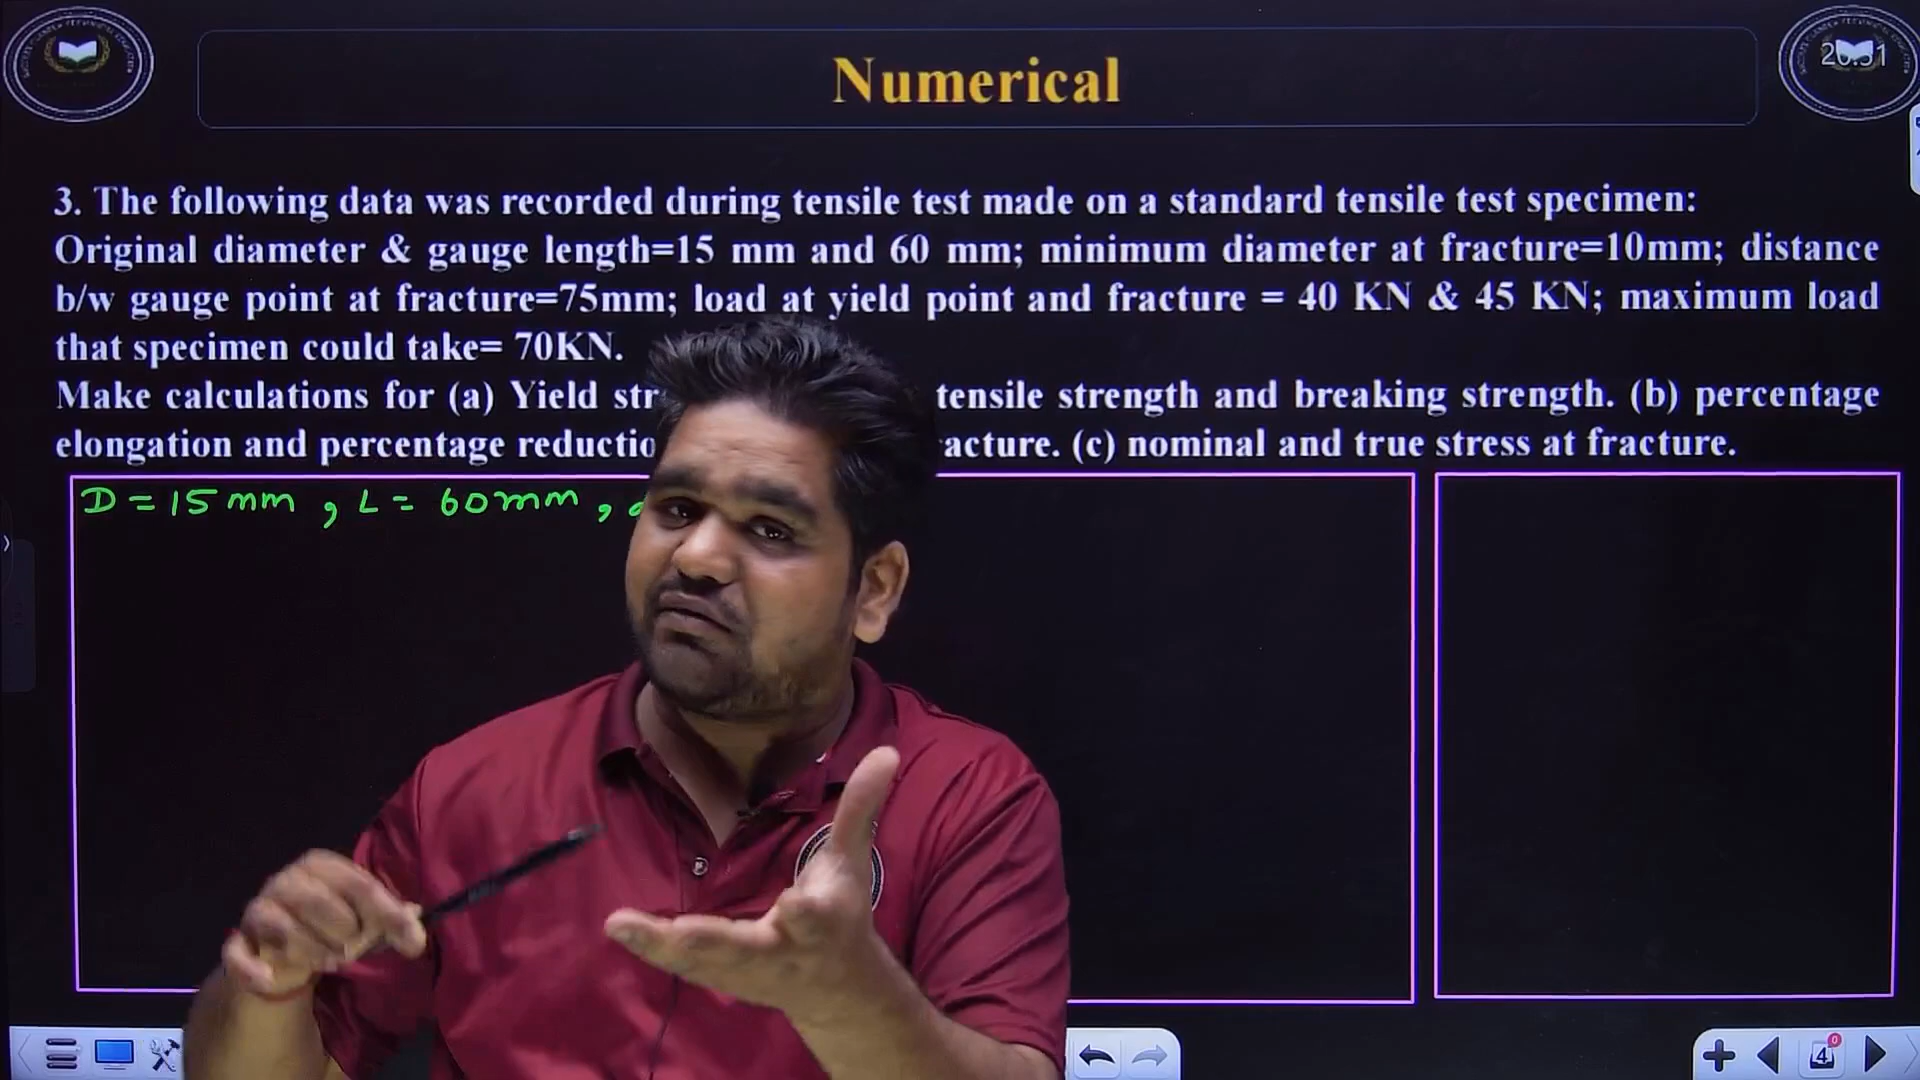 Numerical
20:31
3. The following data was recorded during tensile test made on a standard tensile test specimen:
Original diameter & gauge length=15 mm and 60 mm; minimum diameter at fracture=10mm; distance
b/w gauge point at fracture=75mm; load at yield point and fracture = 40 KN & 45 KN; maximum load
that specimen could take= 70KN.
Make calculations for (a) Yield tensile strength and breaking strength. (b) percentage
elongation and percentage (c) nominal and true stress at fracture.
D = 15 mm , L = 60 mm ,
4
0